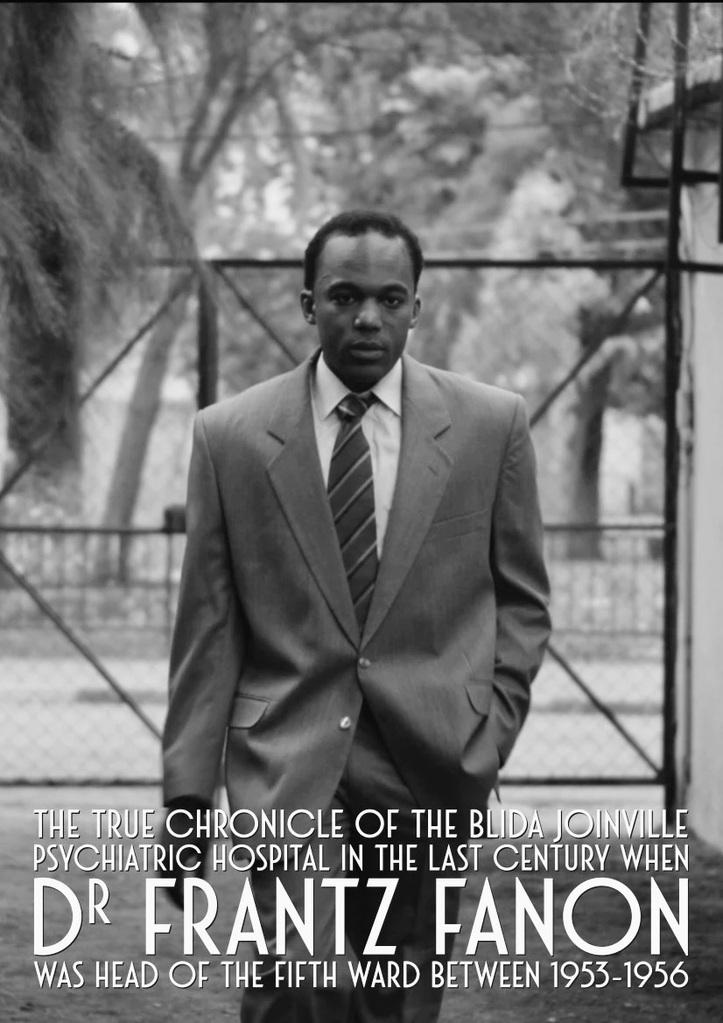 THE TRUE CHRONICLE OF THE BLIDA JOINVILLE
PSYCHIATRIC HOSPITAL IN THE LAST CENTURY WHEN
DR FRANTZ FANON
WAS HEAD OF THE FIFTH WARD BETWEEN 1953-1956